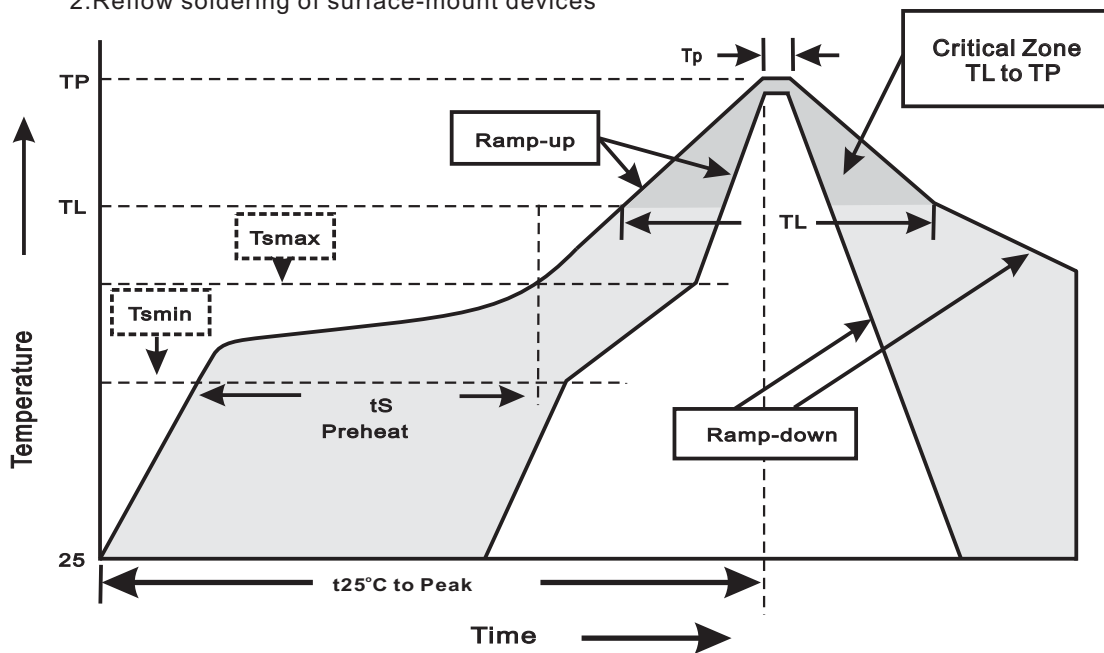 2.Reflow soldering of surface-mount devices
Tp
Critical Zone
TL to TP
TP
Ramp-up
TL
TL
Tsmax
Tsmin
Temperature
tS
Preheat
Ramp-down
25
t25°C to Peak
Time